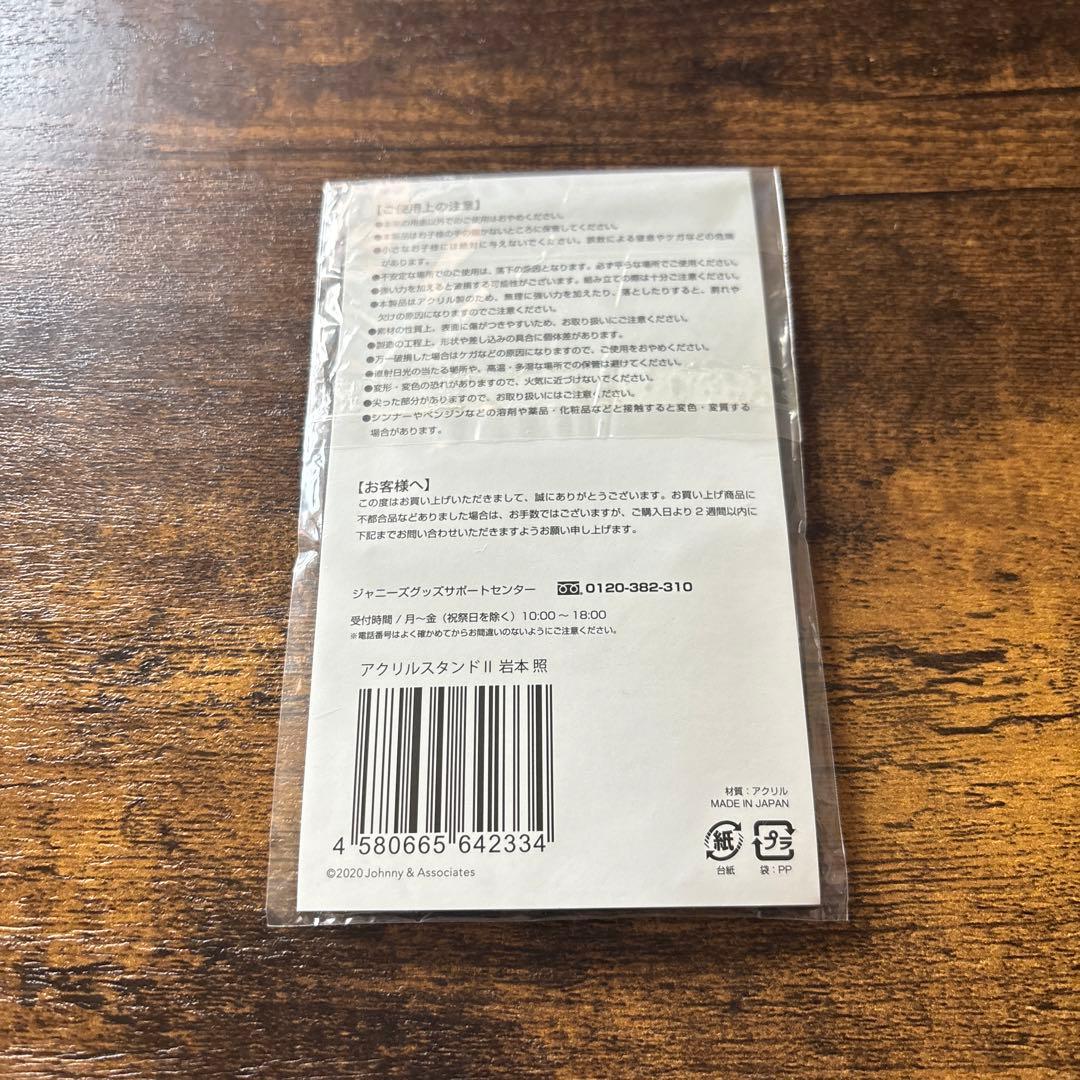 【ご使用上の注意】
●本来の用途以外でのご使用はおやめください。
●本製品はお子様の手の届かないところに保管してください。
●小さなお子様には絶対に与えないでください。誤飲による窒息やケガなどの危険
があります。
●不安定な場所でのご使用は、落下の原因となります。必ず平らな場所でご使用ください。
●強い力を加えると破損する可能性がございます。組み立ての際は十分ご注意ください。
●本製品はアクリル製のため、無理に強い力を加えたり、落としたりすると、割れや
欠けの原因になりますのでご注意ください。
●素材の性質上、表面に傷がつきやすいため、お取り扱いにご注意ください。
●製造の工程上、形状や差し込みの具合に個体差があります。
●万一破損した場合はケガなどの原因になりますので、ご使用をおやめください。
●直射日光の当たる場所や、高温・多湿な場所での保管は避けてください。
●変形・変色の恐れがありますので、火気に近づけないでください。
●尖った部分がありますので、お取り扱いにはご注意ください。
●シンナーやベンジンなどの溶剤や薬品・化粧品などと接触すると変色・変質する
場合があります。
【お客様へ】
この度はお買い上げいただきまして、誠にありがとうございます。お買い上げ商品に
不都合品などありました場合は、お手数ではございますが、ご購入日より2週間以内に
下記までお問い合わせいただきますようお願い申し上げます。
ジャニーズグッズサポートセンター 0120-382-310
受付時間 / 月～金（祝祭日を除く）10:00～18:00
※電話番号はよく確かめてからお間違いのないようにご注意ください。
アクリルスタンドII 岩本 照
4 580665 642334
©2020 Johnny & Associates
材質：アクリル
MADE IN JAPAN
紙 プラ
台紙 袋：PP